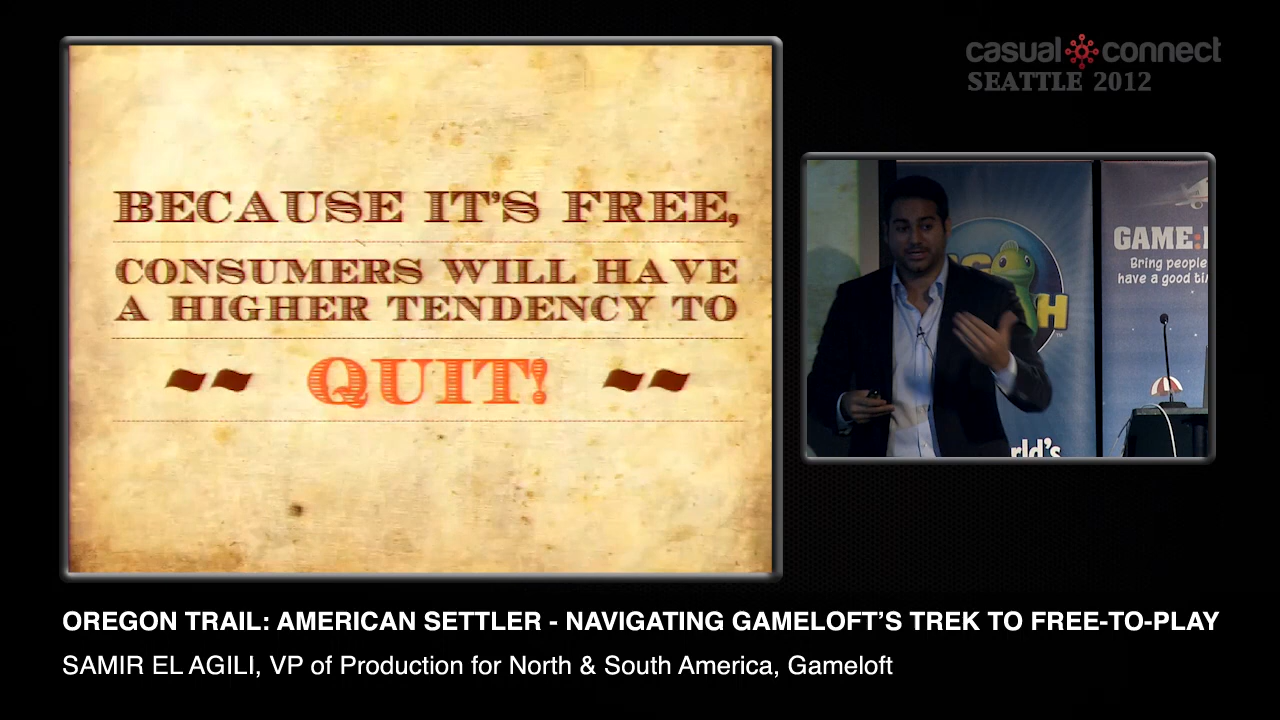 casual connect
SEATTLE 2012
BECAUSE IT'S FREE,
CONSUMERS WILL HAVE
A HIGHER TENDENCY TO
QUIT!
GAME:
Bring people
have a good
H
rld's
OREGON TRAIL: AMERICAN SETTLER - NAVIGATING GAMELOFT'S TREK TO FREE-TO-PLAY
SAMIR EL AGILI, VP of Production for North & South America, Gameloft